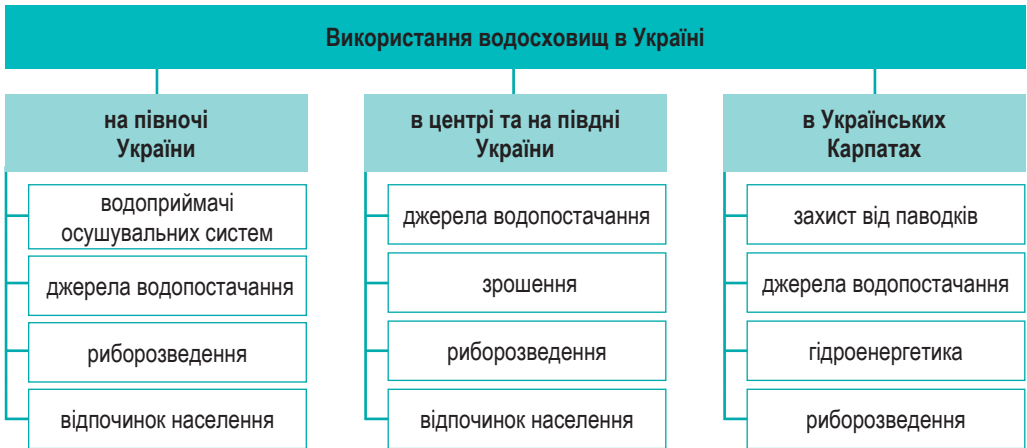 Використання водосховищ в Україні
на півночі
України
водоприймачі
осушувальних систем
джерела водопостачання
риборозведення
відпочинок населення
в центрі та на півдні
України
джерела водопостачання
зрошення
риборозведення
відпочинок населення
в Українських
Карпатах
захист від паводків
джерела водопостачання
гідроенергетика
риборозведення